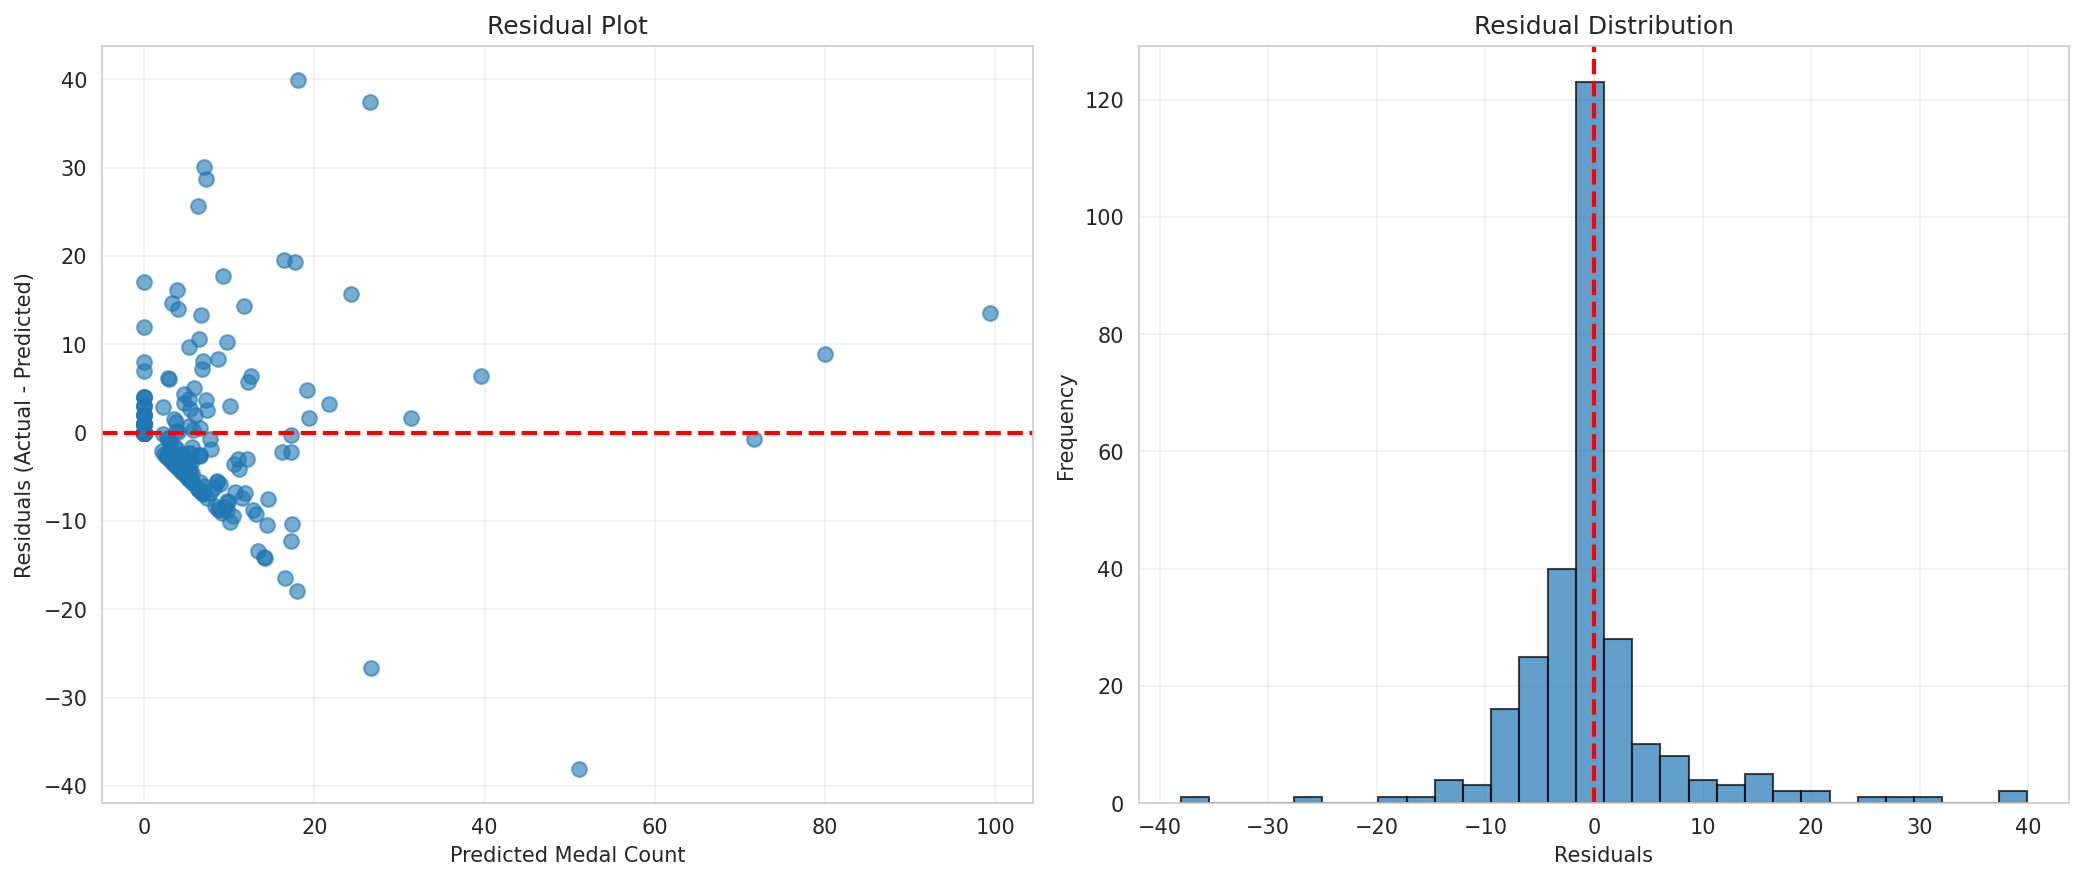 Residual Plot
Residuals (Actual - Predicted)
40
30
20
10
0
−10
−20
−30
−40
0 20 40 60 80 100
Predicted Medal Count
Residual Distribution
Frequency
120
100
80
60
40
20
0
−40 −30 −20 −10 0 10 20 30 40
Residuals